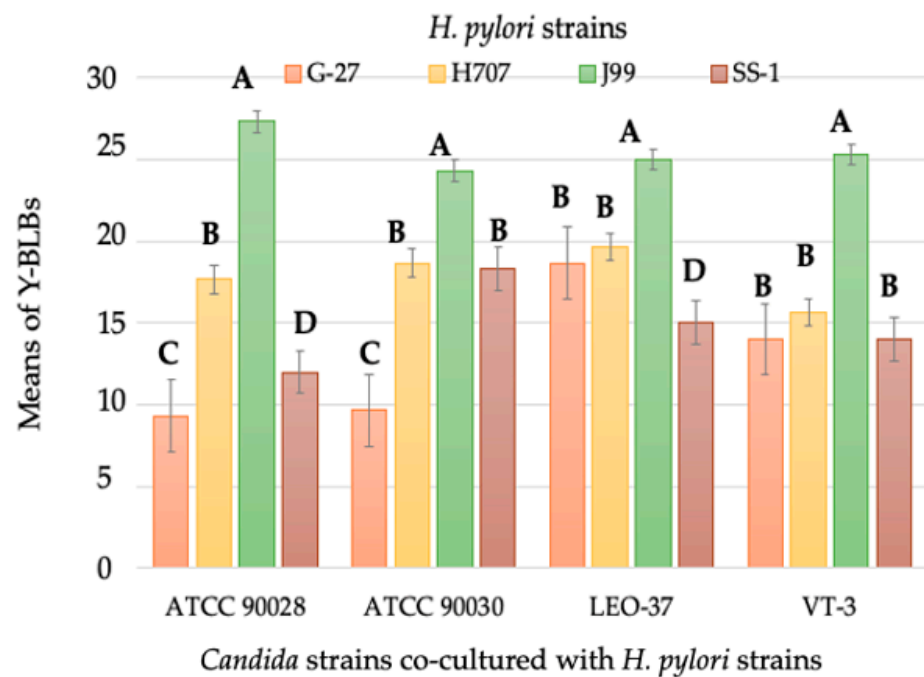 H. pylori strains
G-27 H707 J99 SS-1
30
25
20
15
10
5
0
Means of Y-BLBs
A
B
C
D
A
B
B
C
A
B
B
D
A
B
B
B
ATCC 90028 ATCC 90030 LEO-37 VT-3
Candida strains co-cultured with H. pylori strains